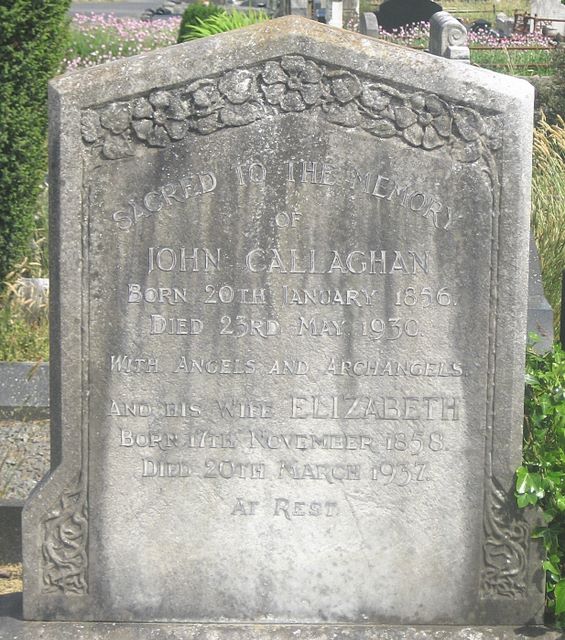 SACRED TO THE MEMORY
OF
JOHN CALLAGHAN
BORN 20TH JANUARY 1856.
DIED 23RD MAY 1930.
WITH ANGELS AND ARCHANGELS.
AND HIS WIFE ELIZABETH
BORN 17TH NOVEMBER 1858.
DIED 20TH MARCH 1937.
AT REST.